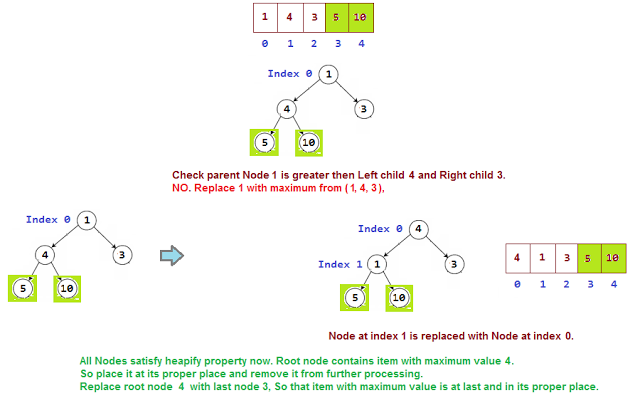 1 4 3 5 10
0 1 2 3 4
Index 0 1
4 3
5 10
Check parent Node 1 is greater then Left child 4 and Right child 3.
NO. Replace 1 with maximum from (1, 4, 3),
Index 0 1
4 3
5 10
Index 0 4
Index 1 1 3
5 10
4 1 3 5 10
0 1 2 3 4
Node at index 1 is replaced with Node at index 0.
All Nodes satisfy heapify property now. Root node contains item with maximum value 4.
So place it at its proper place and remove it from further processing.
Replace root node 4 with last node 3, So that item with maximum value is at last and in its proper place.